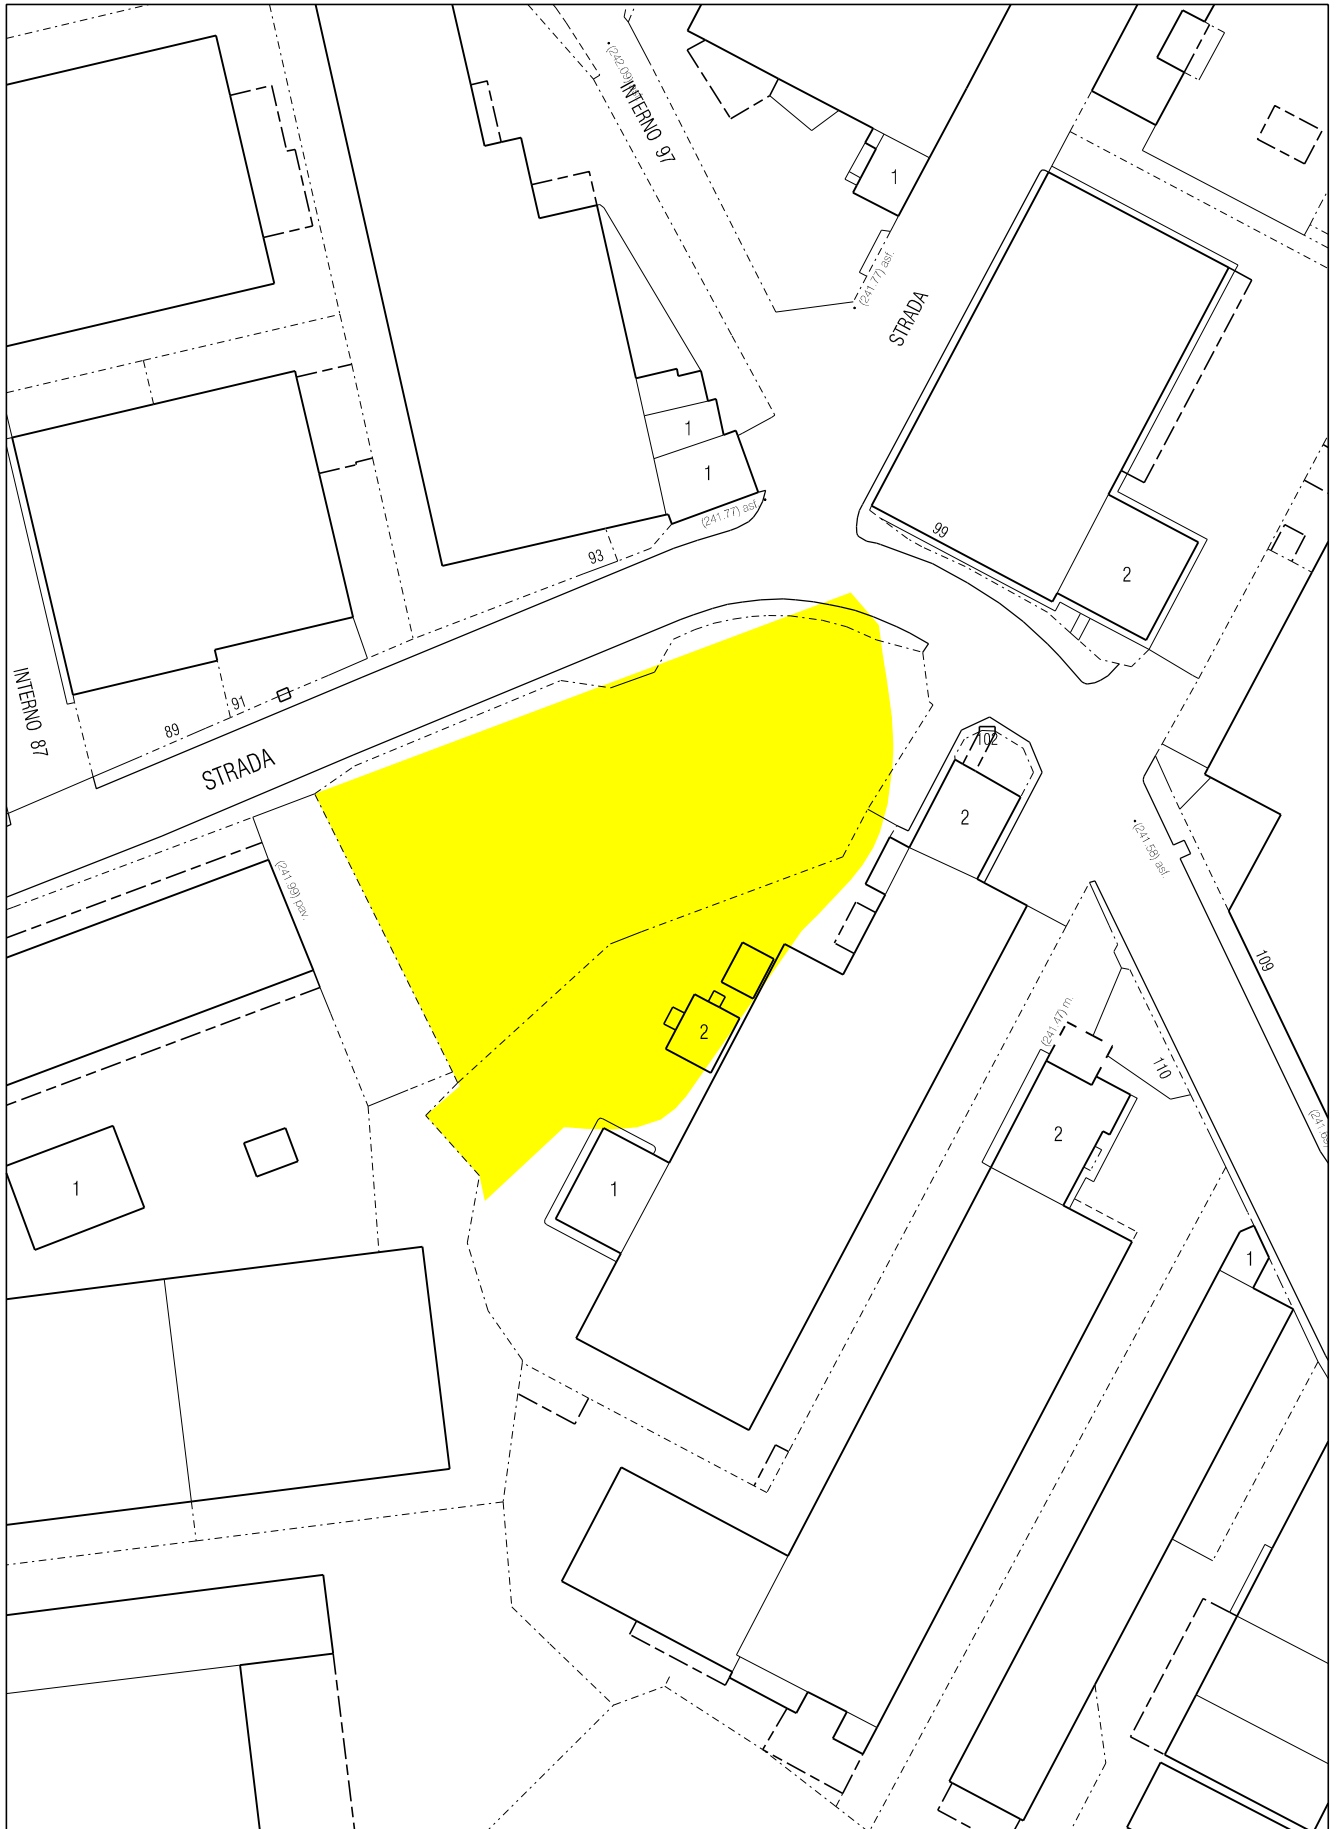 (242.09)
INTERNO 97
1
(241.77) asf.
STRADA
1
1
(241.77) asf.
99
93
2
INTERNO 87
91
89
STRADA
102
2
(241.58) asf.
(241.99) pav.
109
2
(241.47) m.
110
2
1
1
1